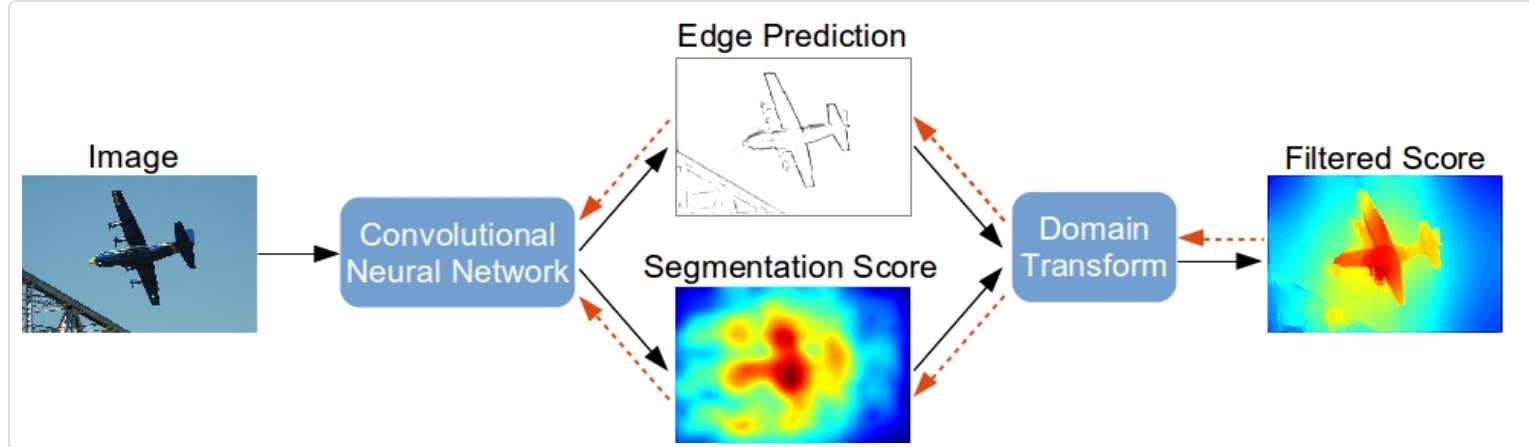 Edge Prediction
Image
Convolutional
Neural Network
Segmentation Score
Domain
Transform
Filtered Score